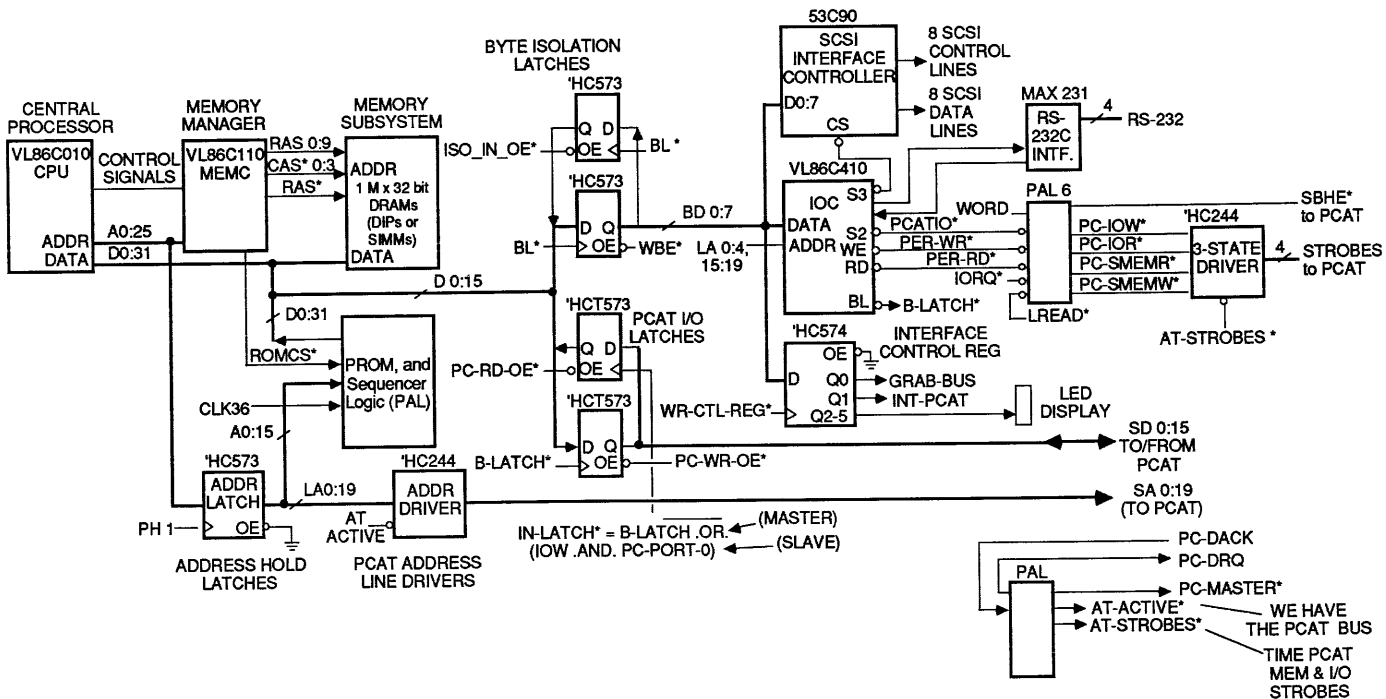 CENTRAL
PROCESSOR
VL86C010
CPU
ADDR
DATA
CONTROL
SIGNALS
A0:25
D0:31
MEMORY
MANAGER
VL86C110
MEMC
RAS 0:9
CAS* 0:3
RAS*
MEMORY
SUBSYSTEM
ADDR
1 M x 32 bit
DRAMs
(DIPs or
SIMMs)
DATA
D 0:15
D0:31
ROMCS*
PROM, and
Sequencer
Logic (PAL)
CLK36
A0:15
'HC573
ADDR
LATCH
OE
PH 1
ADDRESS HOLD
LATCHES
LA0:19
'HC244
ADDR
DRIVER
AT
ACTIVE
PCAT ADDRESS
LINE DRIVERS
BYTE ISOLATION
LATCHES
'HC573
Q D
OE
ISO_IN_OE*
BL *
'HC573
D Q
OE
BL*
WBE*
BD 0:7
'HCT573
PCAT I/O
LATCHES
Q D
OE
PC-RD-OE*
'HCT573
D Q
OE
B-LATCH*
PC-WR-OE*
IN-LATCH* = B-LATCH .OR.
(IOW .AND. PC-PORT-0)
(MASTER)
(SLAVE)
53C90
SCSI
INTERFACE
CONTROLLER
D0:7
CS
8 SCSI
CONTROL
LINES
8 SCSI
DATA
LINES
MAX 231
RS-
232C
INTF.
4
RS-232
VL86C410
IOC
DATA
ADDR
S3
S2
WE
RD
BL
LA 0:4,
15:19
B-LATCH*
WORD
PCATIO*
PER-WR*
PER-RD*
IORQ*
LREAD*
PAL 6
SBHE*
to PCAT
PC-IOW*
PC-IOR*
PC-SMEMR*
PC-SMEMW*
'HC244
3-STATE
DRIVER
4
STROBES
to PCAT
AT-STROBES *
'HC574
INTERFACE
CONTROL REG
OE
D
Q0
Q1
Q2-5
GRAB-BUS
INT-PCAT
WR-CTL-REG*
LED
DISPLAY
SD 0:15
TO/FROM
PCAT
SA 0:19
(TO PCAT)
PAL
PC-DACK
PC-DRQ
PC-MASTER*
AT-ACTIVE*
AT-STROBES*
WE HAVE
THE PCAT BUS
TIME PCAT
MEM & I/O
STROBES